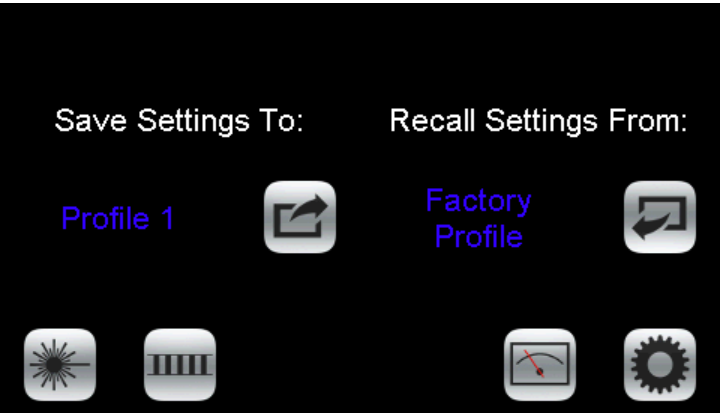 Save Settings To:
Recall Settings From:
Profile 1
Factory
Profile